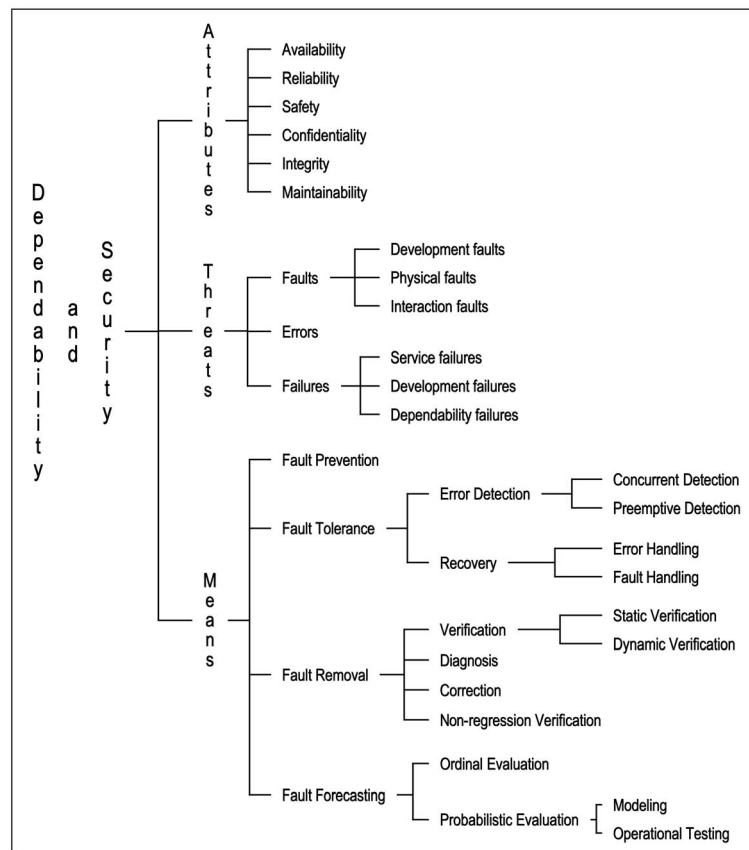 Dependability
and
Security
Attributes
Availability
Reliability
Safety
Confidentiality
Integrity
Maintainability
Threats
Faults
Development faults
Physical faults
Interaction faults
Errors
Failures
Service failures
Development failures
Dependability failures
Means
Fault Prevention
Fault Tolerance
Error Detection
Concurrent Detection
Preemptive Detection
Recovery
Error Handling
Fault Handling
Fault Removal
Verification
Static Verification
Dynamic Verification
Diagnosis
Correction
Non-regression Verification
Fault Forecasting
Ordinal Evaluation
Probabilistic Evaluation
Modeling
Operational Testing